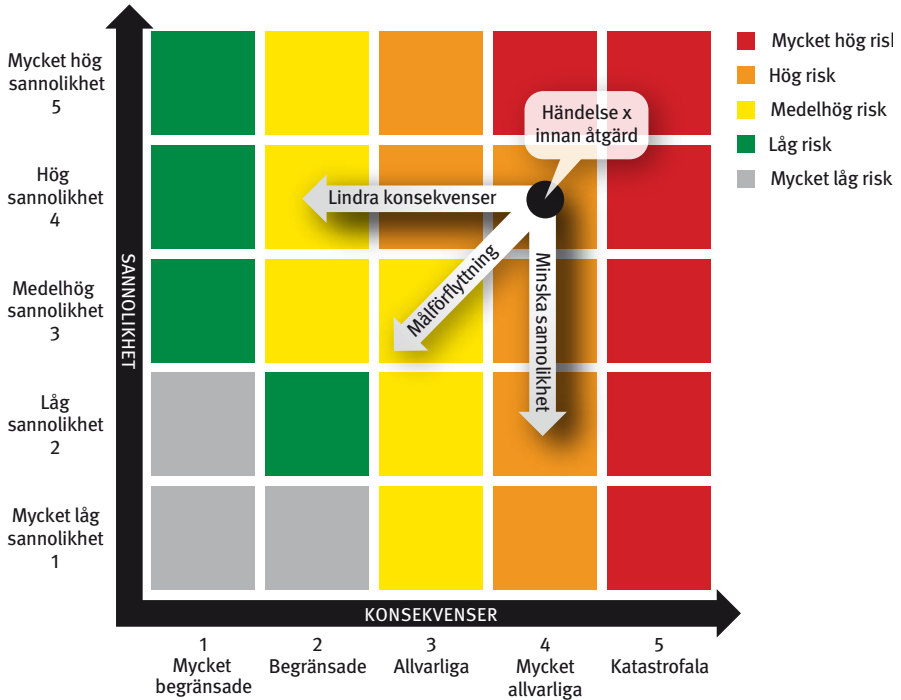 Mycket hög
sannolikhet
5
Hög
sannolikhet
4
Medelhög
sannolikhet
3
Låg
sannolikhet
2
Mycket låg
sannolikhet
1
SANNOLIKHET
Händelse x
innan åtgärd
Lindra konsekvenser
Målförflyttning
Minska sannolikhet
Mycket hög risk
Hög risk
Medelhög risk
Låg risk
Mycket låg risk
KONSEKVENSER
1
Mycket
begränsade
2
Begränsade
3
Allvarliga
4
Mycket
allvarliga
5
Katastrofala